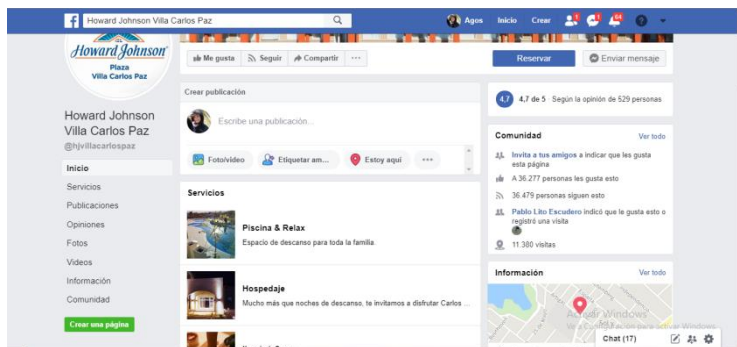 Howard Johnson Villa Carlos Paz
Agos
Inicio
Crear
Howard Johnson
Plaza
Villa Carlos Paz
Me gusta
Seguir
Compartir
Reservar
Enviar mensaje
Howard Johnson
Villa Carlos Paz
@hjvillacarlospaz
Inicio
Servicios
Publicaciones
Opiniones
Fotos
Videos
Información
Comunidad
Crear una página
Crear publicación
Escribe una publicación...
Foto/video
Etiquetar am...
Estoy aquí
Servicios
Piscina & Relax
Espacio de descanso para toda la familia.
Hospedaje
Mucho más que noches de descanso, te invitamos a disfrutar Carlos ...
4,7
4,7 de 5 · Según la opinión de 529 personas
Comunidad
Ver todo
Invita a tus amigos a indicar que les gusta
esta página
A 36.277 personas les gusta esto
36.479 personas siguen esto
Pablo Lito Escudero indicó que le gusta esto o
registró una visita
11.380 visitas
Información
Ver todo
Activar Windows
Chat (17)